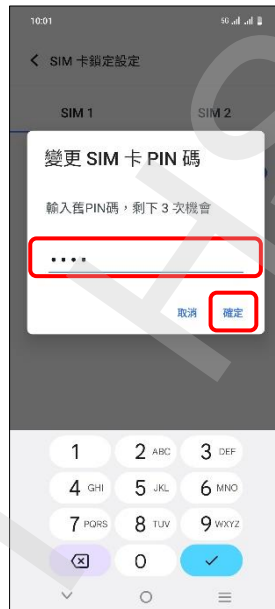 10:01
5G
SIM 卡鎖定設定
SIM 1 SIM 2
變更 SIM 卡 PIN 碼
輸入舊PIN碼，剩下 3 次機會
••••
取消 確定
1 2 ABC 3 DEF
4 GHI 5 JKL 6 MNO
7 PQRS 8 TUV 9 WXYZ
0